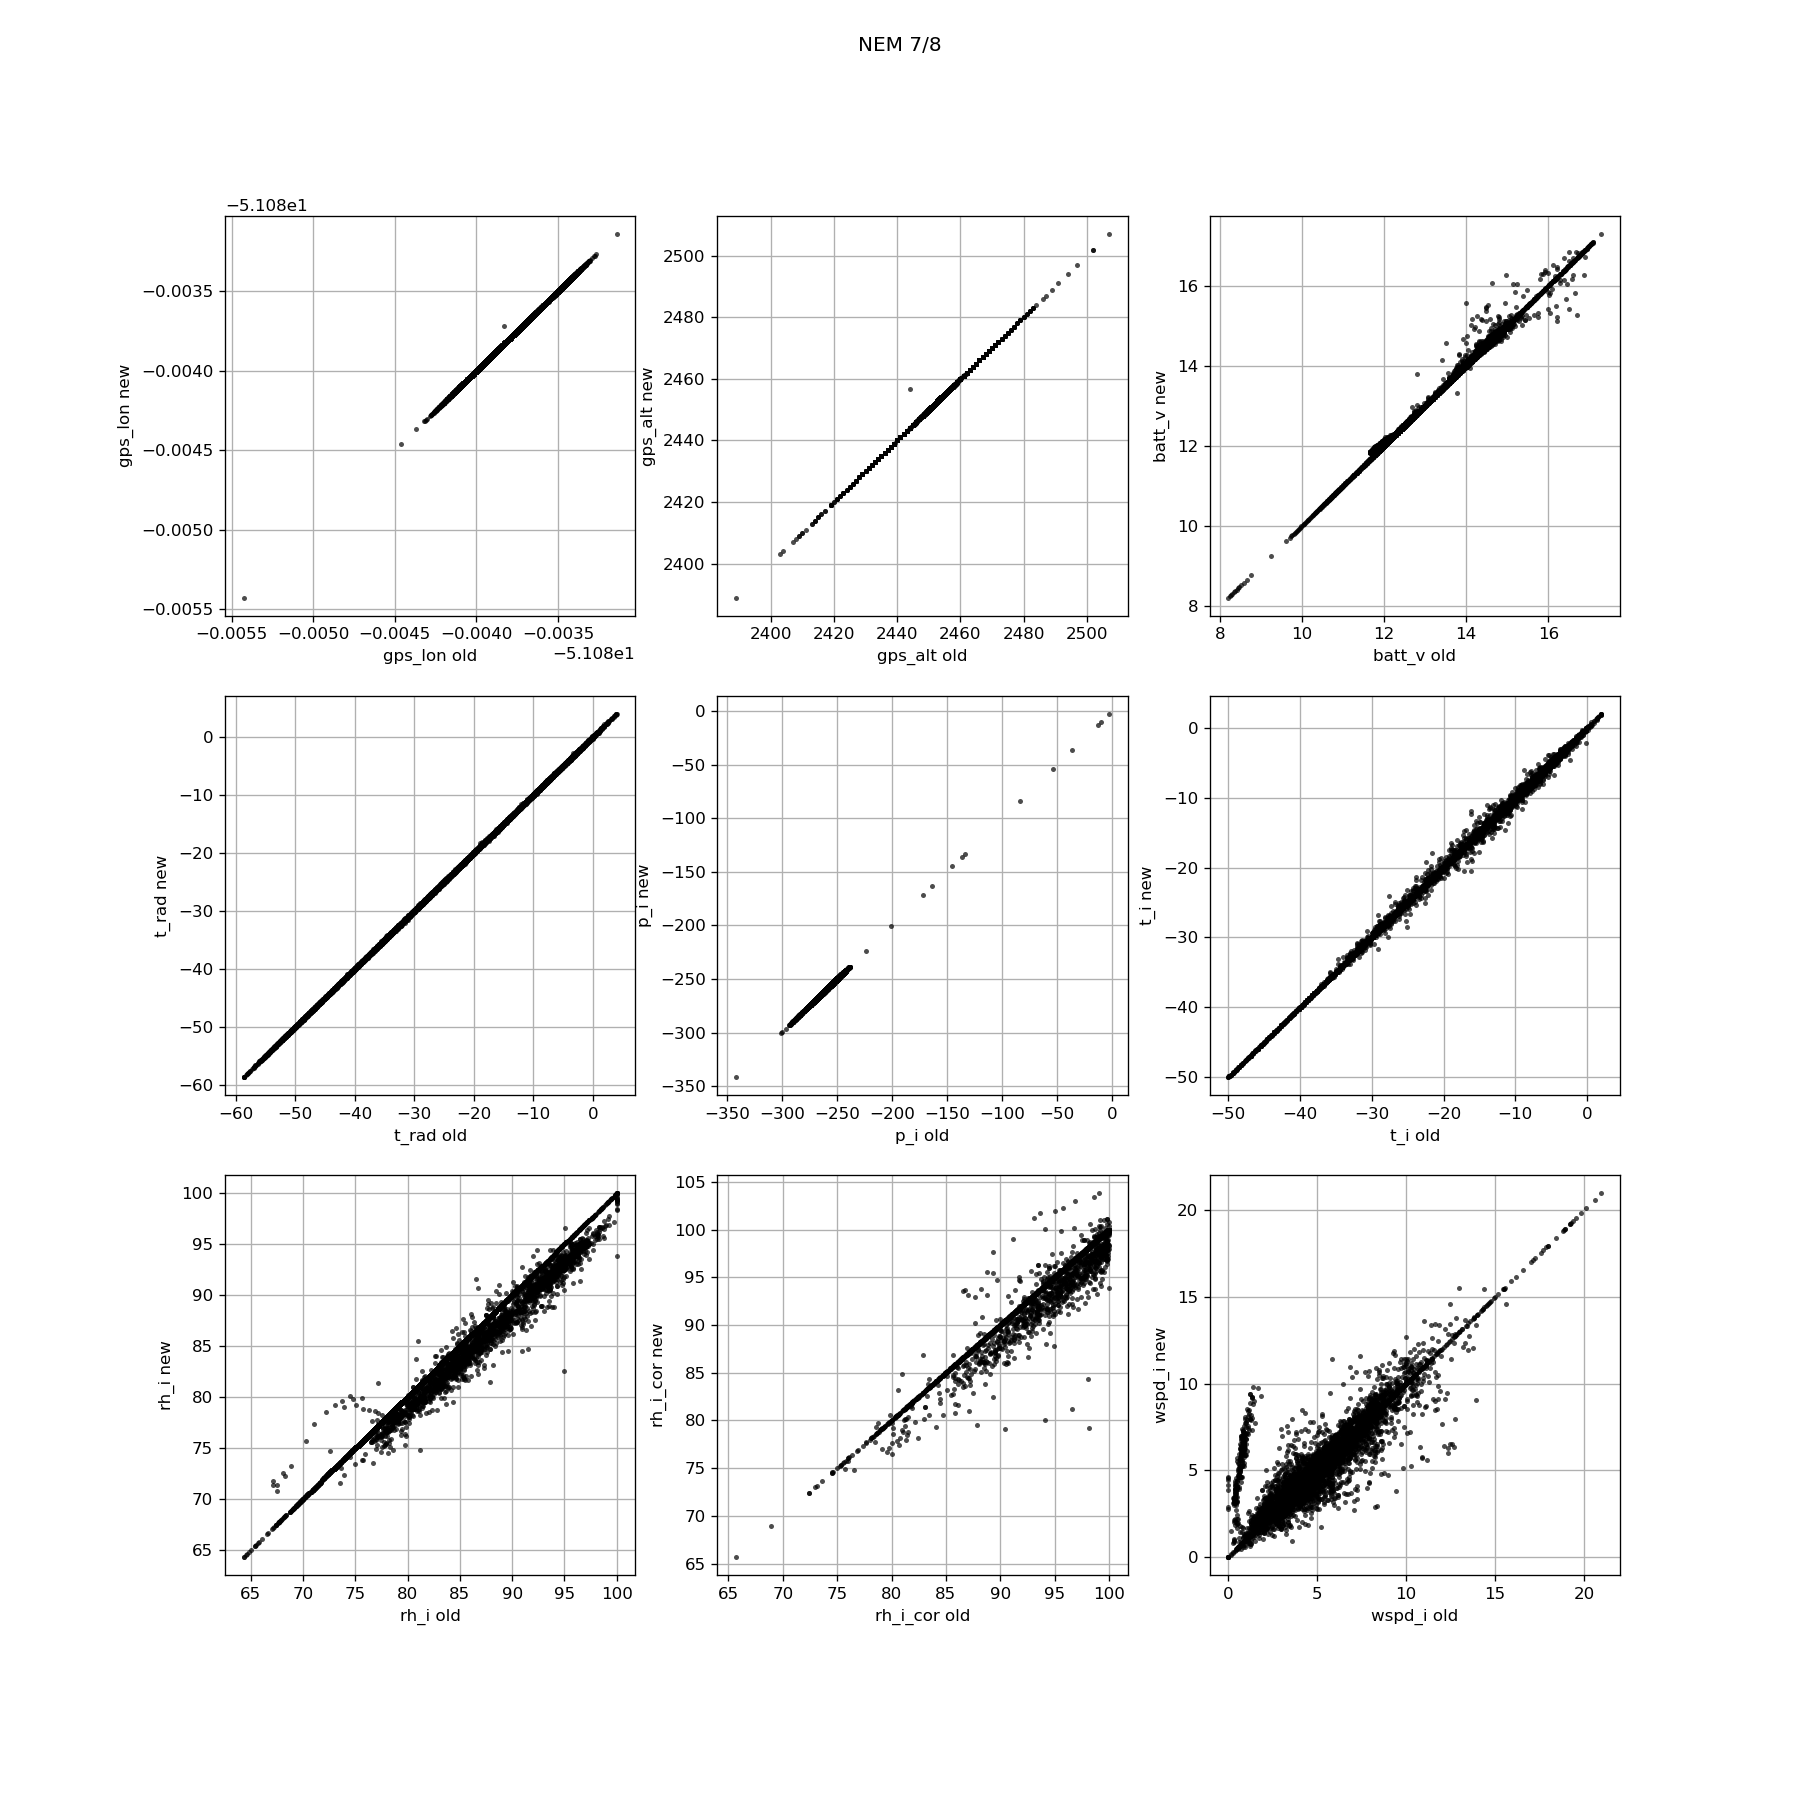 NEM 7/8
−5.108e1
−0.0035
−0.0040
−0.0045
−0.0050
−0.0055
gps_lon new
−0.0055 −0.0050 −0.0045 −0.0040 −0.0035
gps_lon old
−5.108e1
2500
2480
2460
2440
2420
2400
gps_alt new
2400 2420 2440 2460 2480 2500
gps_alt old
16
14
12
10
8
batt_v new
8 10 12 14 16
batt_v old
0
−10
−20
−30
−40
−50
−60
t_rad new
−60 −50 −40 −30 −20 −10 0
t_rad old
0
−50
−100
−150
−200
−250
−300
−350
p_i new
−350 −300 −250 −200 −150 −100 −50 0
p_i old
0
−10
−20
−30
−40
−50
t_i new
−50 −40 −30 −20 −10 0
t_i old
100
95
90
85
80
75
70
65
rh_i new
65 70 75 80 85 90 95 100
rh_i old
105
100
95
90
85
80
75
70
65
rh_i_cor new
65 70 75 80 85 90 95 100
rh_i_cor old
20
15
10
5
0
wspd_i new
0 5 10 15 20
wspd_i old